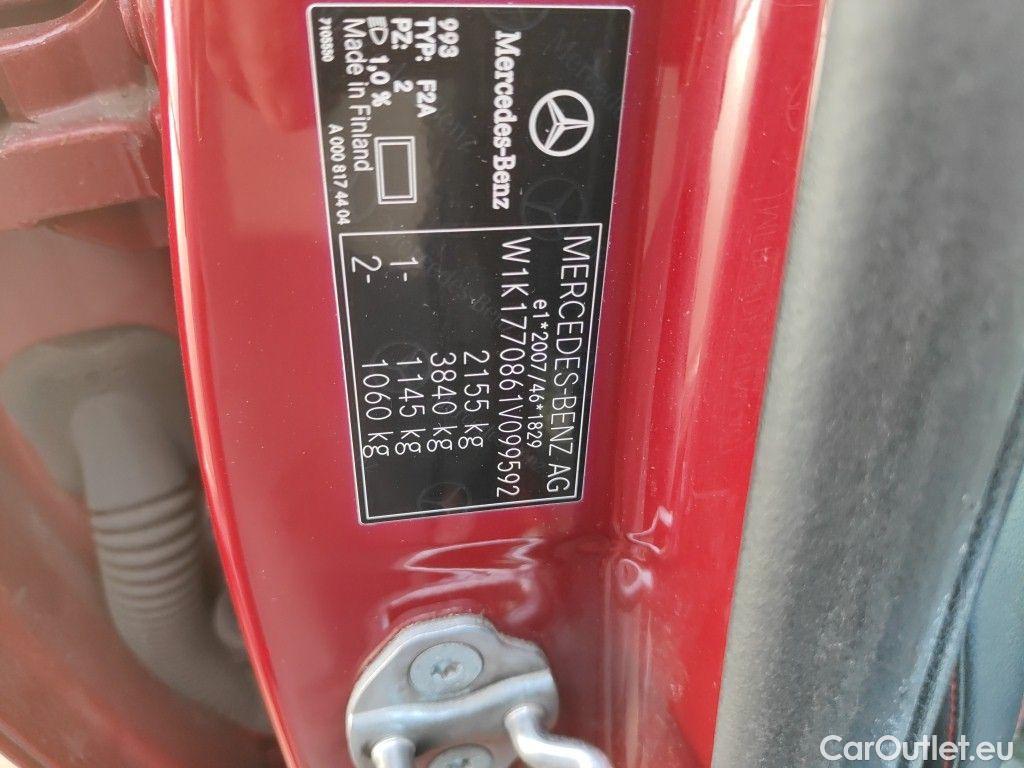 Mercedes-Benz
993
TYP: F2A
PZ: 2
1,0 %
Made in Finland
7108680
A 000 817 44 04
MERCEDES-BENZ AG
e1*2007/46*1829
W1K1770861V099592
2155 kg
3840 kg
1- 1145 kg
2- 1060 kg
CarOutlet.eu